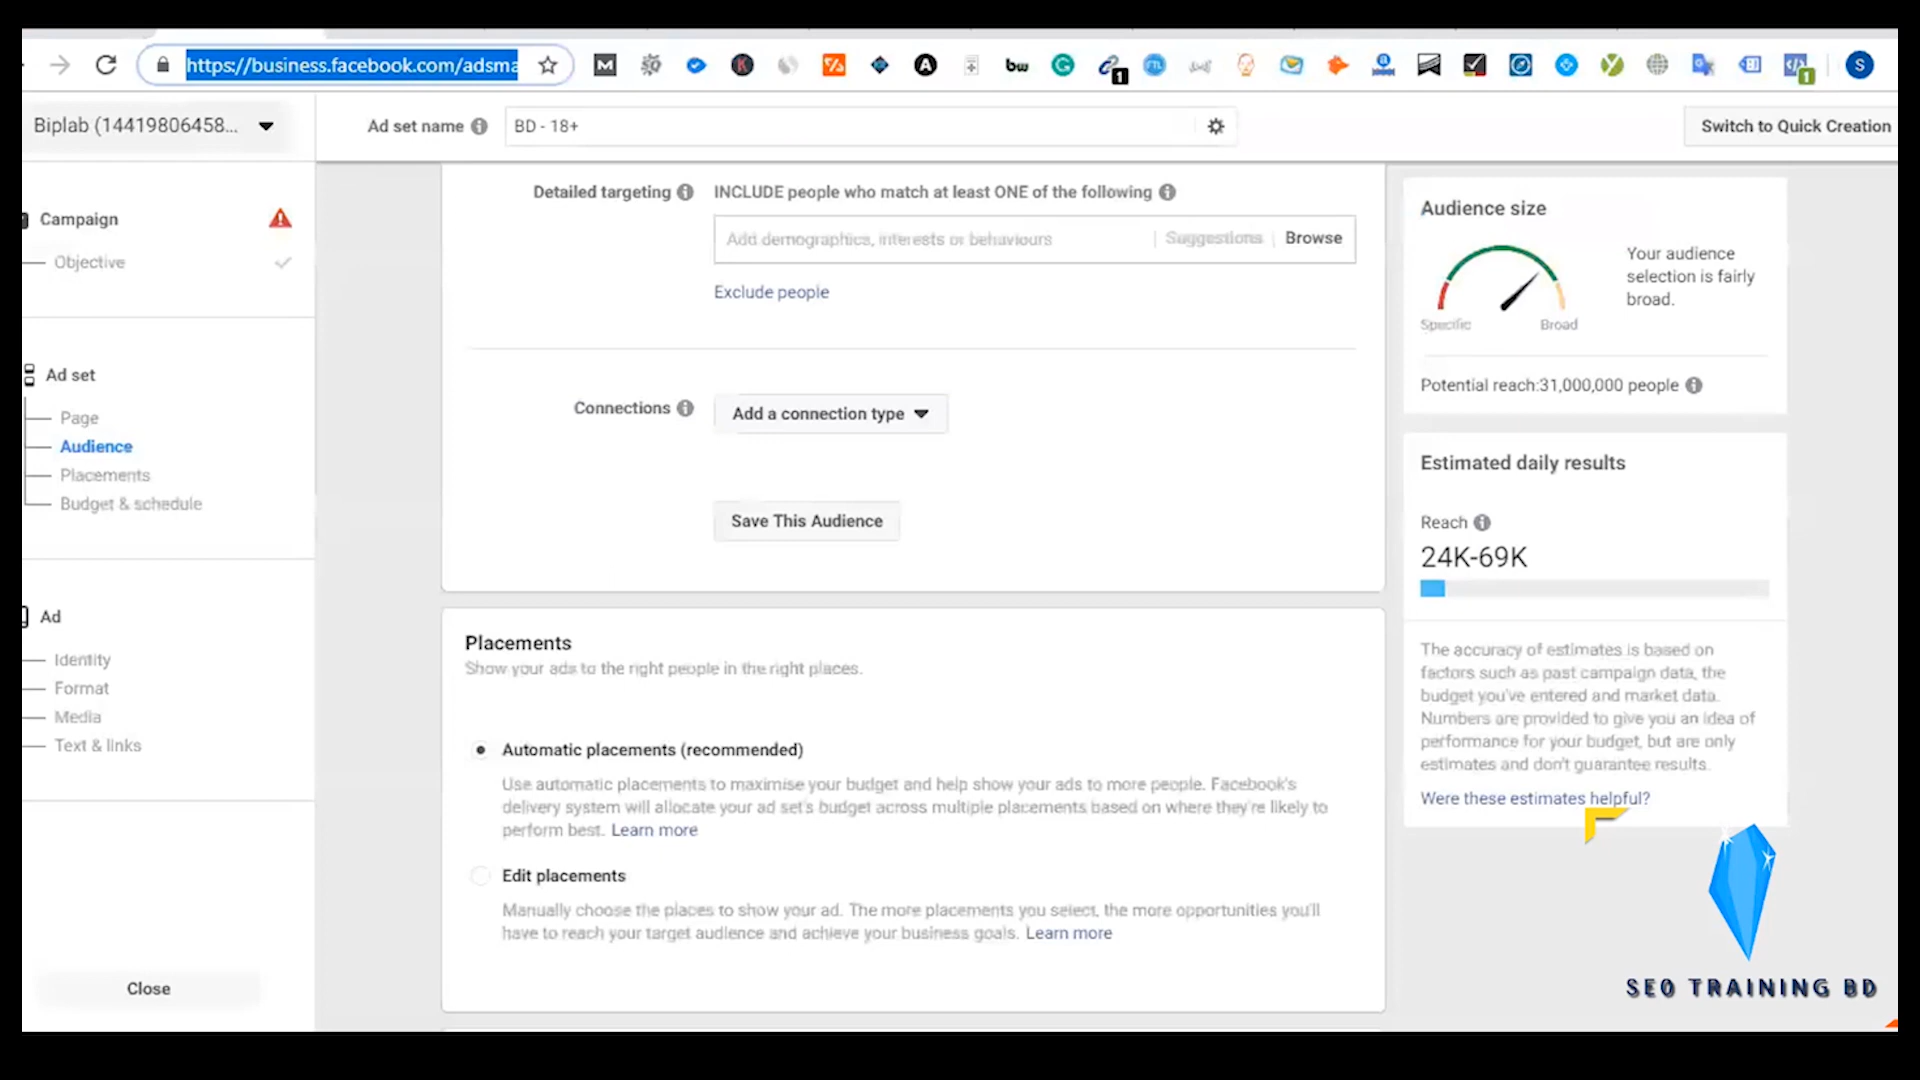 https://business.facebook.com/adsma
1
1
S
Biplab (14419806458...
Ad set name
BD - 18+
Switch to Quick Creation
Campaign
Objective
Ad set
Page
Audience
Placements
Budget & schedule
Ad
Identity
Format
Media
Text & links
Close
Detailed targeting
INCLUDE people who match at least ONE of the following
Add demographics, interests or behaviours
Suggestions
Browse
Exclude people
Connections
Add a connection type
Save This Audience
Placements
Show your ads to the right people in the right places.
Automatic placements (recommended)
Use automatic placements to maximise your budget and help show your ads to more people. Facebook's
delivery system will allocate your ad set's budget across multiple placements based on where they're likely to
perform best. Learn more
Edit placements
Manually choose the places to show your ad. The more placements you select, the more opportunities you'll
have to reach your target audience and achieve your business goals. Learn more
Audience size
Specific
Broad
Your audience
selection is fairly
broad.
Potential reach:31,000,000 people
Estimated daily results
Reach
24K-69K
The accuracy of estimates is based on
factors such as past campaign data, the
budget you've entered and market data.
Numbers are provided to give you an idea of
performance for your budget, but are only
estimates and don't guarantee results.
Were these estimates helpful?
SEO TRAINING BD